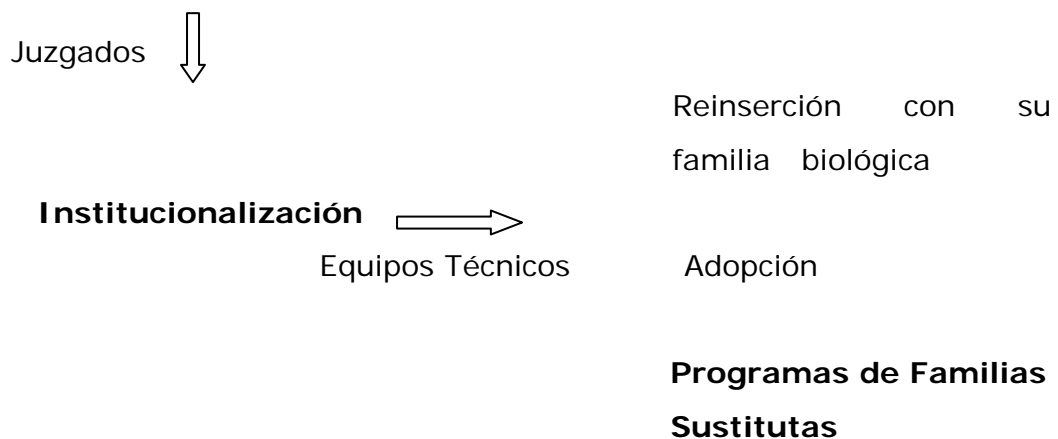 Juzgados
Reinserción con su
familia biológica
Institucionalización
Equipos Técnicos Adopción
Programas de Familias
Sustitutas